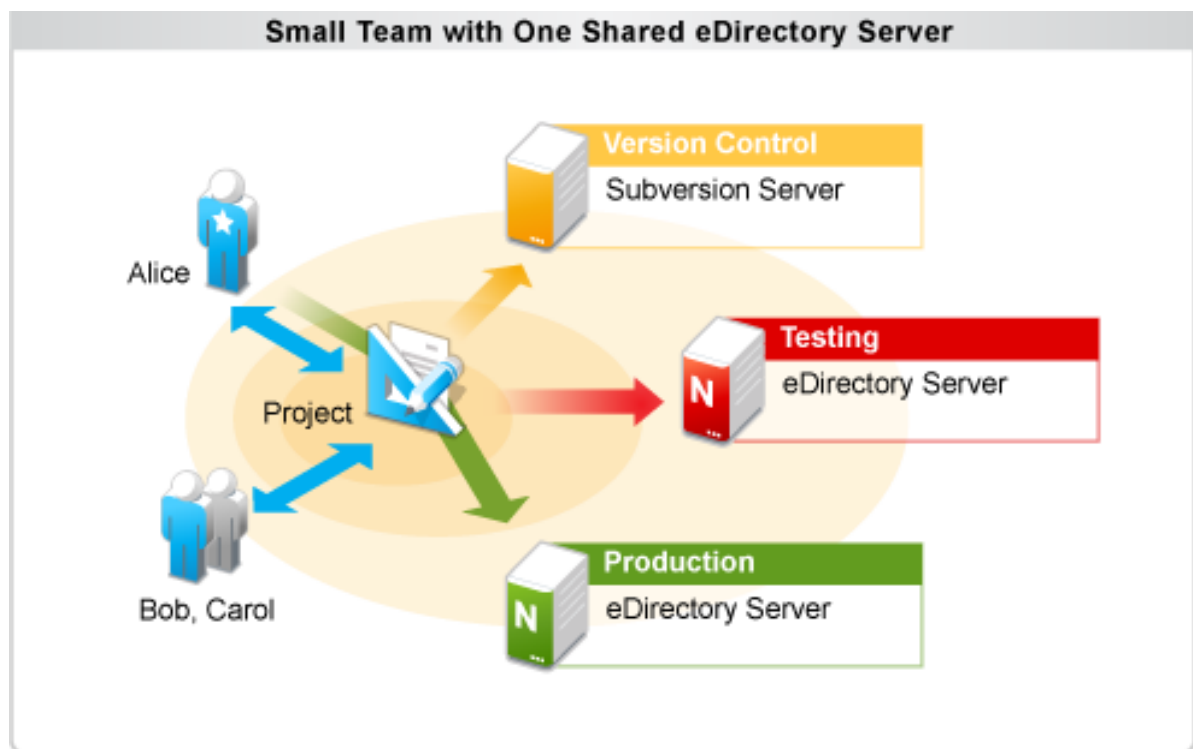 Small Team with One Shared eDirectory Server
Version Control
Subversion Server
Alice
Testing
eDirectory Server
N
Project
Production
eDirectory Server
N
Bob, Carol